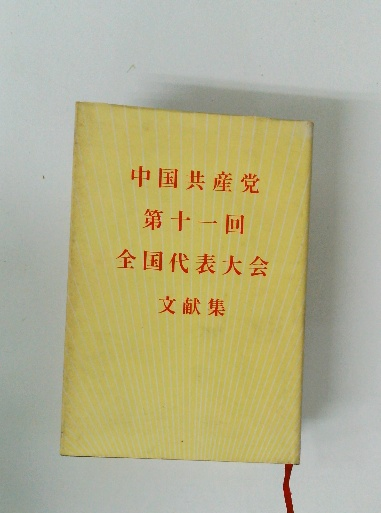 中国共産党
第十一回
全国代表大会
文献集